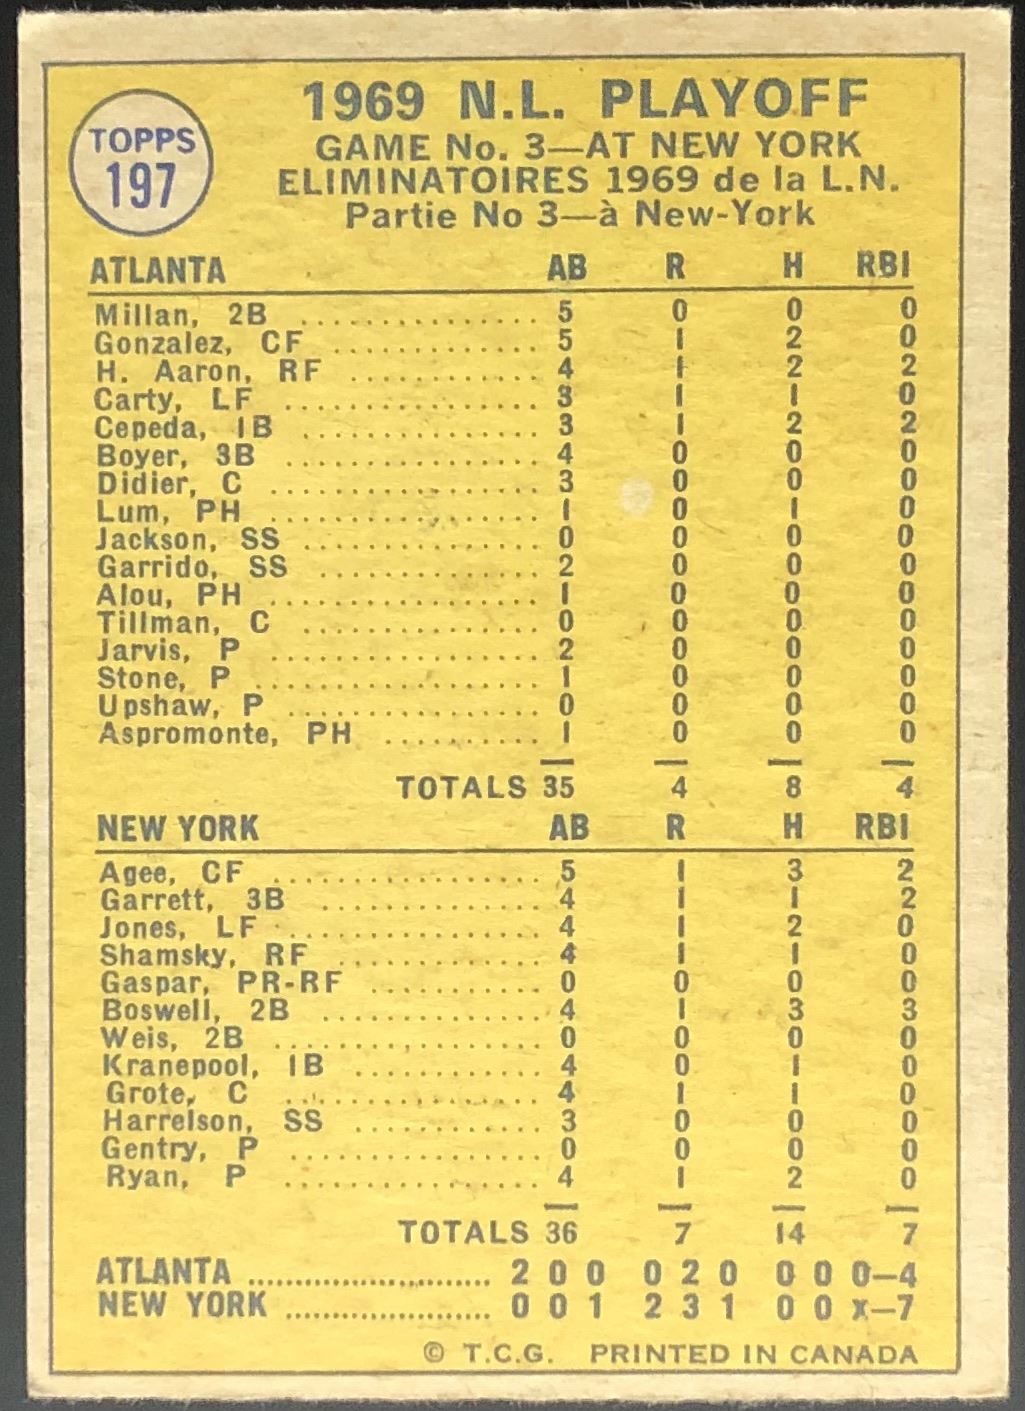 TOPPS
197
1969 N.L. PLAYOFF
GAME No. 3—AT NEW YORK
ELIMINATOIRES 1969 de la L.N.
Partie No 3—à New-York
ATLANTA AB R H RBI
Millan, 2B .................. 5 0 0 0
Gonzalez, CF ............... 5 1 2 0
H. Aaron, RF .............. 4 1 2 2
Carty, LF .................. 3 1 1 0
Cepeda, 1B ................. 3 1 2 2
Boyer, 3B .................. 4 0 0 0
Didier, C ................... 3 0 0 0
Lum, PH ................... 1 0 1 0
Jackson, SS ................. 0 0 0 0
Garrido, SS ................ 2 0 0 0
Alou, PH ................... 1 0 0 0
Tillman, C ................. 0 0 0 0
Jarvis, P ................... 2 0 0 0
Stone, P .................... 1 0 0 0
Upshaw, P .................. 0 0 0 0
Aspromonte, PH .......... 1 0 0 0
TOTALS 35 4 8 4
NEW YORK AB R H RBI
Agee, CF ................... 5 1 3 2
Garrett, 3B ................ 4 1 1 2
Jones, LF .................. 4 1 2 0
Shamsky, RF ............... 4 1 1 0
Gaspar, PR-RF ........... 0 0 0 0
Boswell, 2B ................ 4 1 3 3
Weis, 2B ................... 0 0 0 0
Kranepool, 1B ............. 4 0 1 0
Grote, C ................... 4 1 1 0
Harrelson, SS ............. 3 0 0 0
Gentry, P .................. 0 0 0 0
Ryan, P ................... 4 1 2 0
TOTALS 36 7 14 7
ATLANTA .......................... 2 0 0 0 2 0 0 0 0—4
NEW YORK ...................... 0 0 1 2 3 1 0 0 x—7
© T.C.G. PRINTED IN CANADA